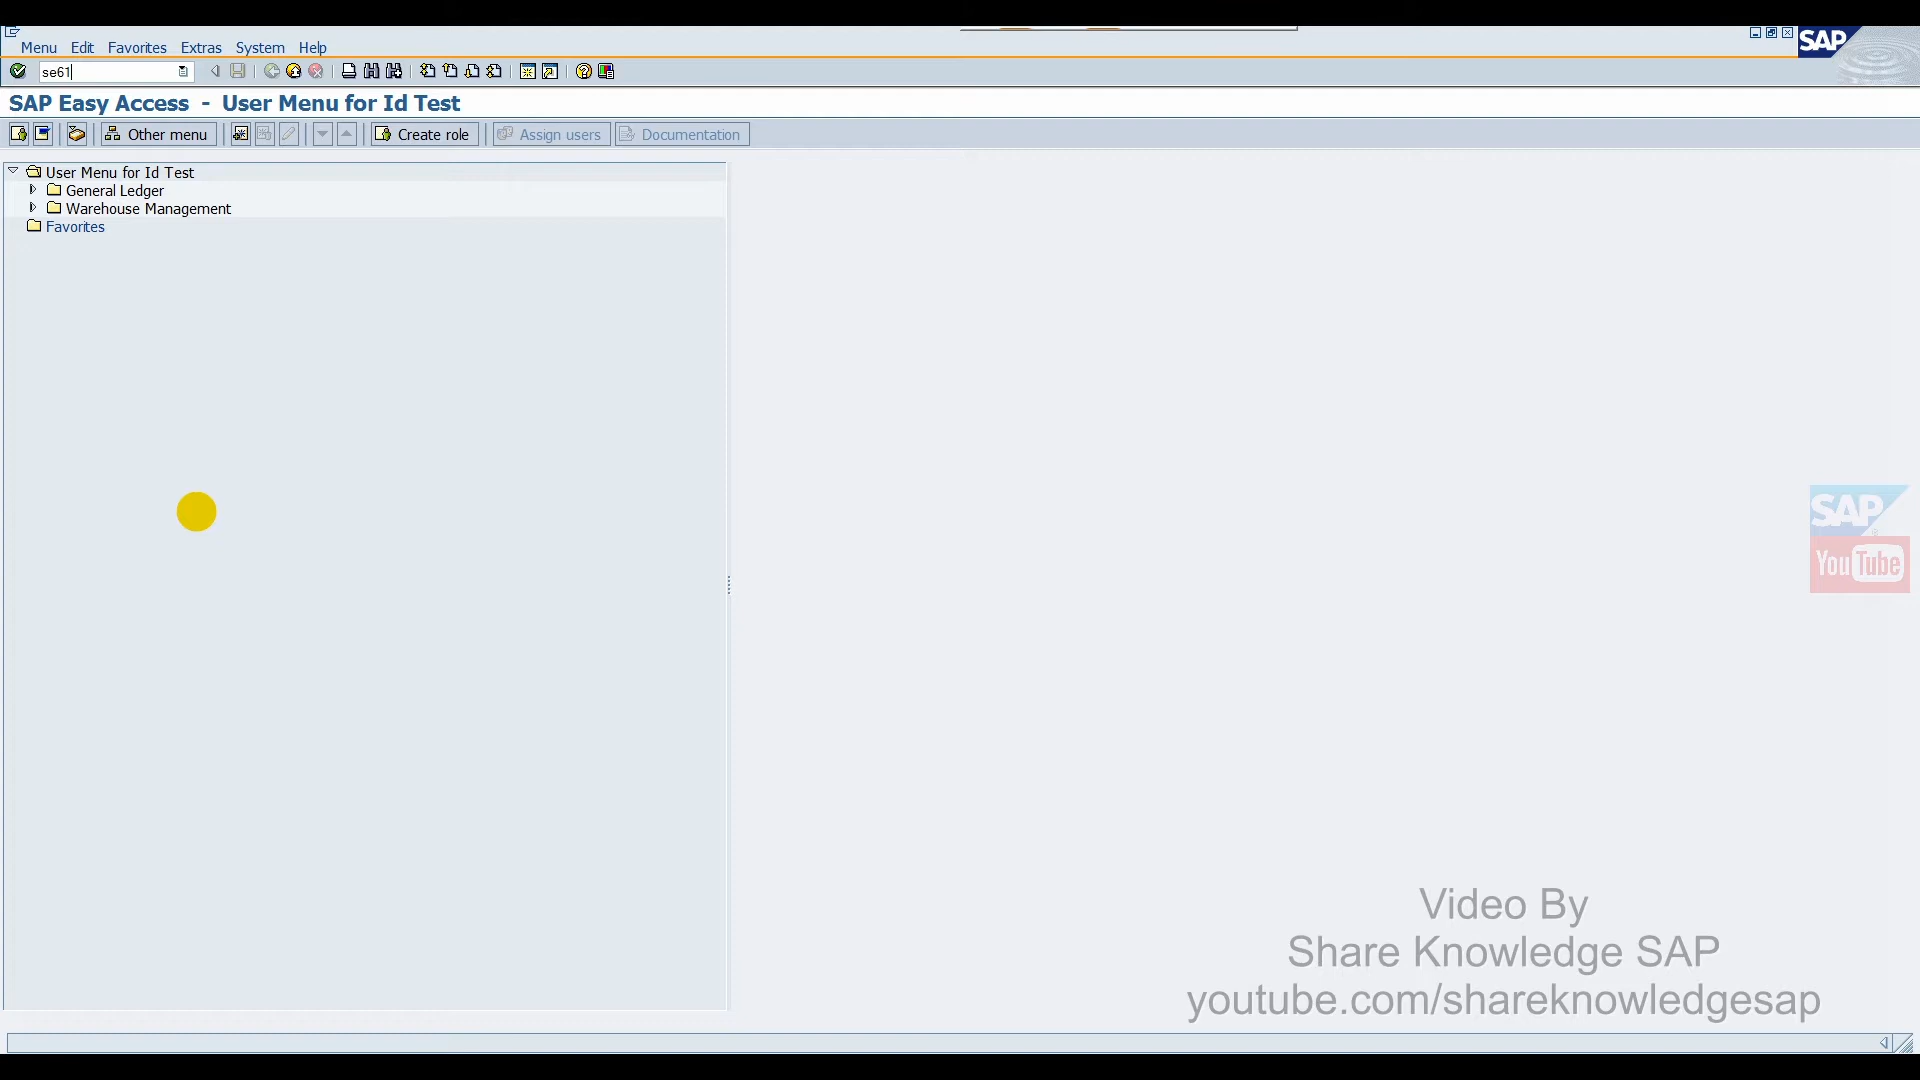 Menu Edit Favorites Extras System Help
SAP
se61
SAP Easy Access - User Menu for Id Test
Other menu Create role Assign users Documentation
User Menu for Id Test
General Ledger
Warehouse Management
Favorites
SAP
YouTube
Video By
Share Knowledge SAP
youtube.com/shareknowledgesap